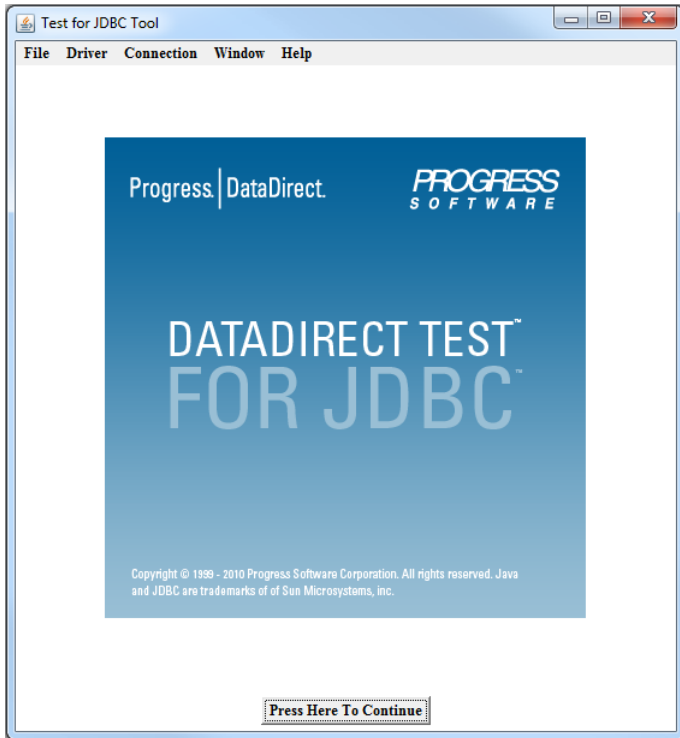 Test for JDBC Tool
File Driver Connection Window Help
Progress. | DataDirect.
PROGRESS
SOFTWARE
DATADIRECT TEST™
FOR JDBC™
Copyright © 1999 - 2010 Progress Software Corporation. All rights reserved. Java
and JDBC are trademarks of of Sun Microsystems, inc.
Press Here To Continue